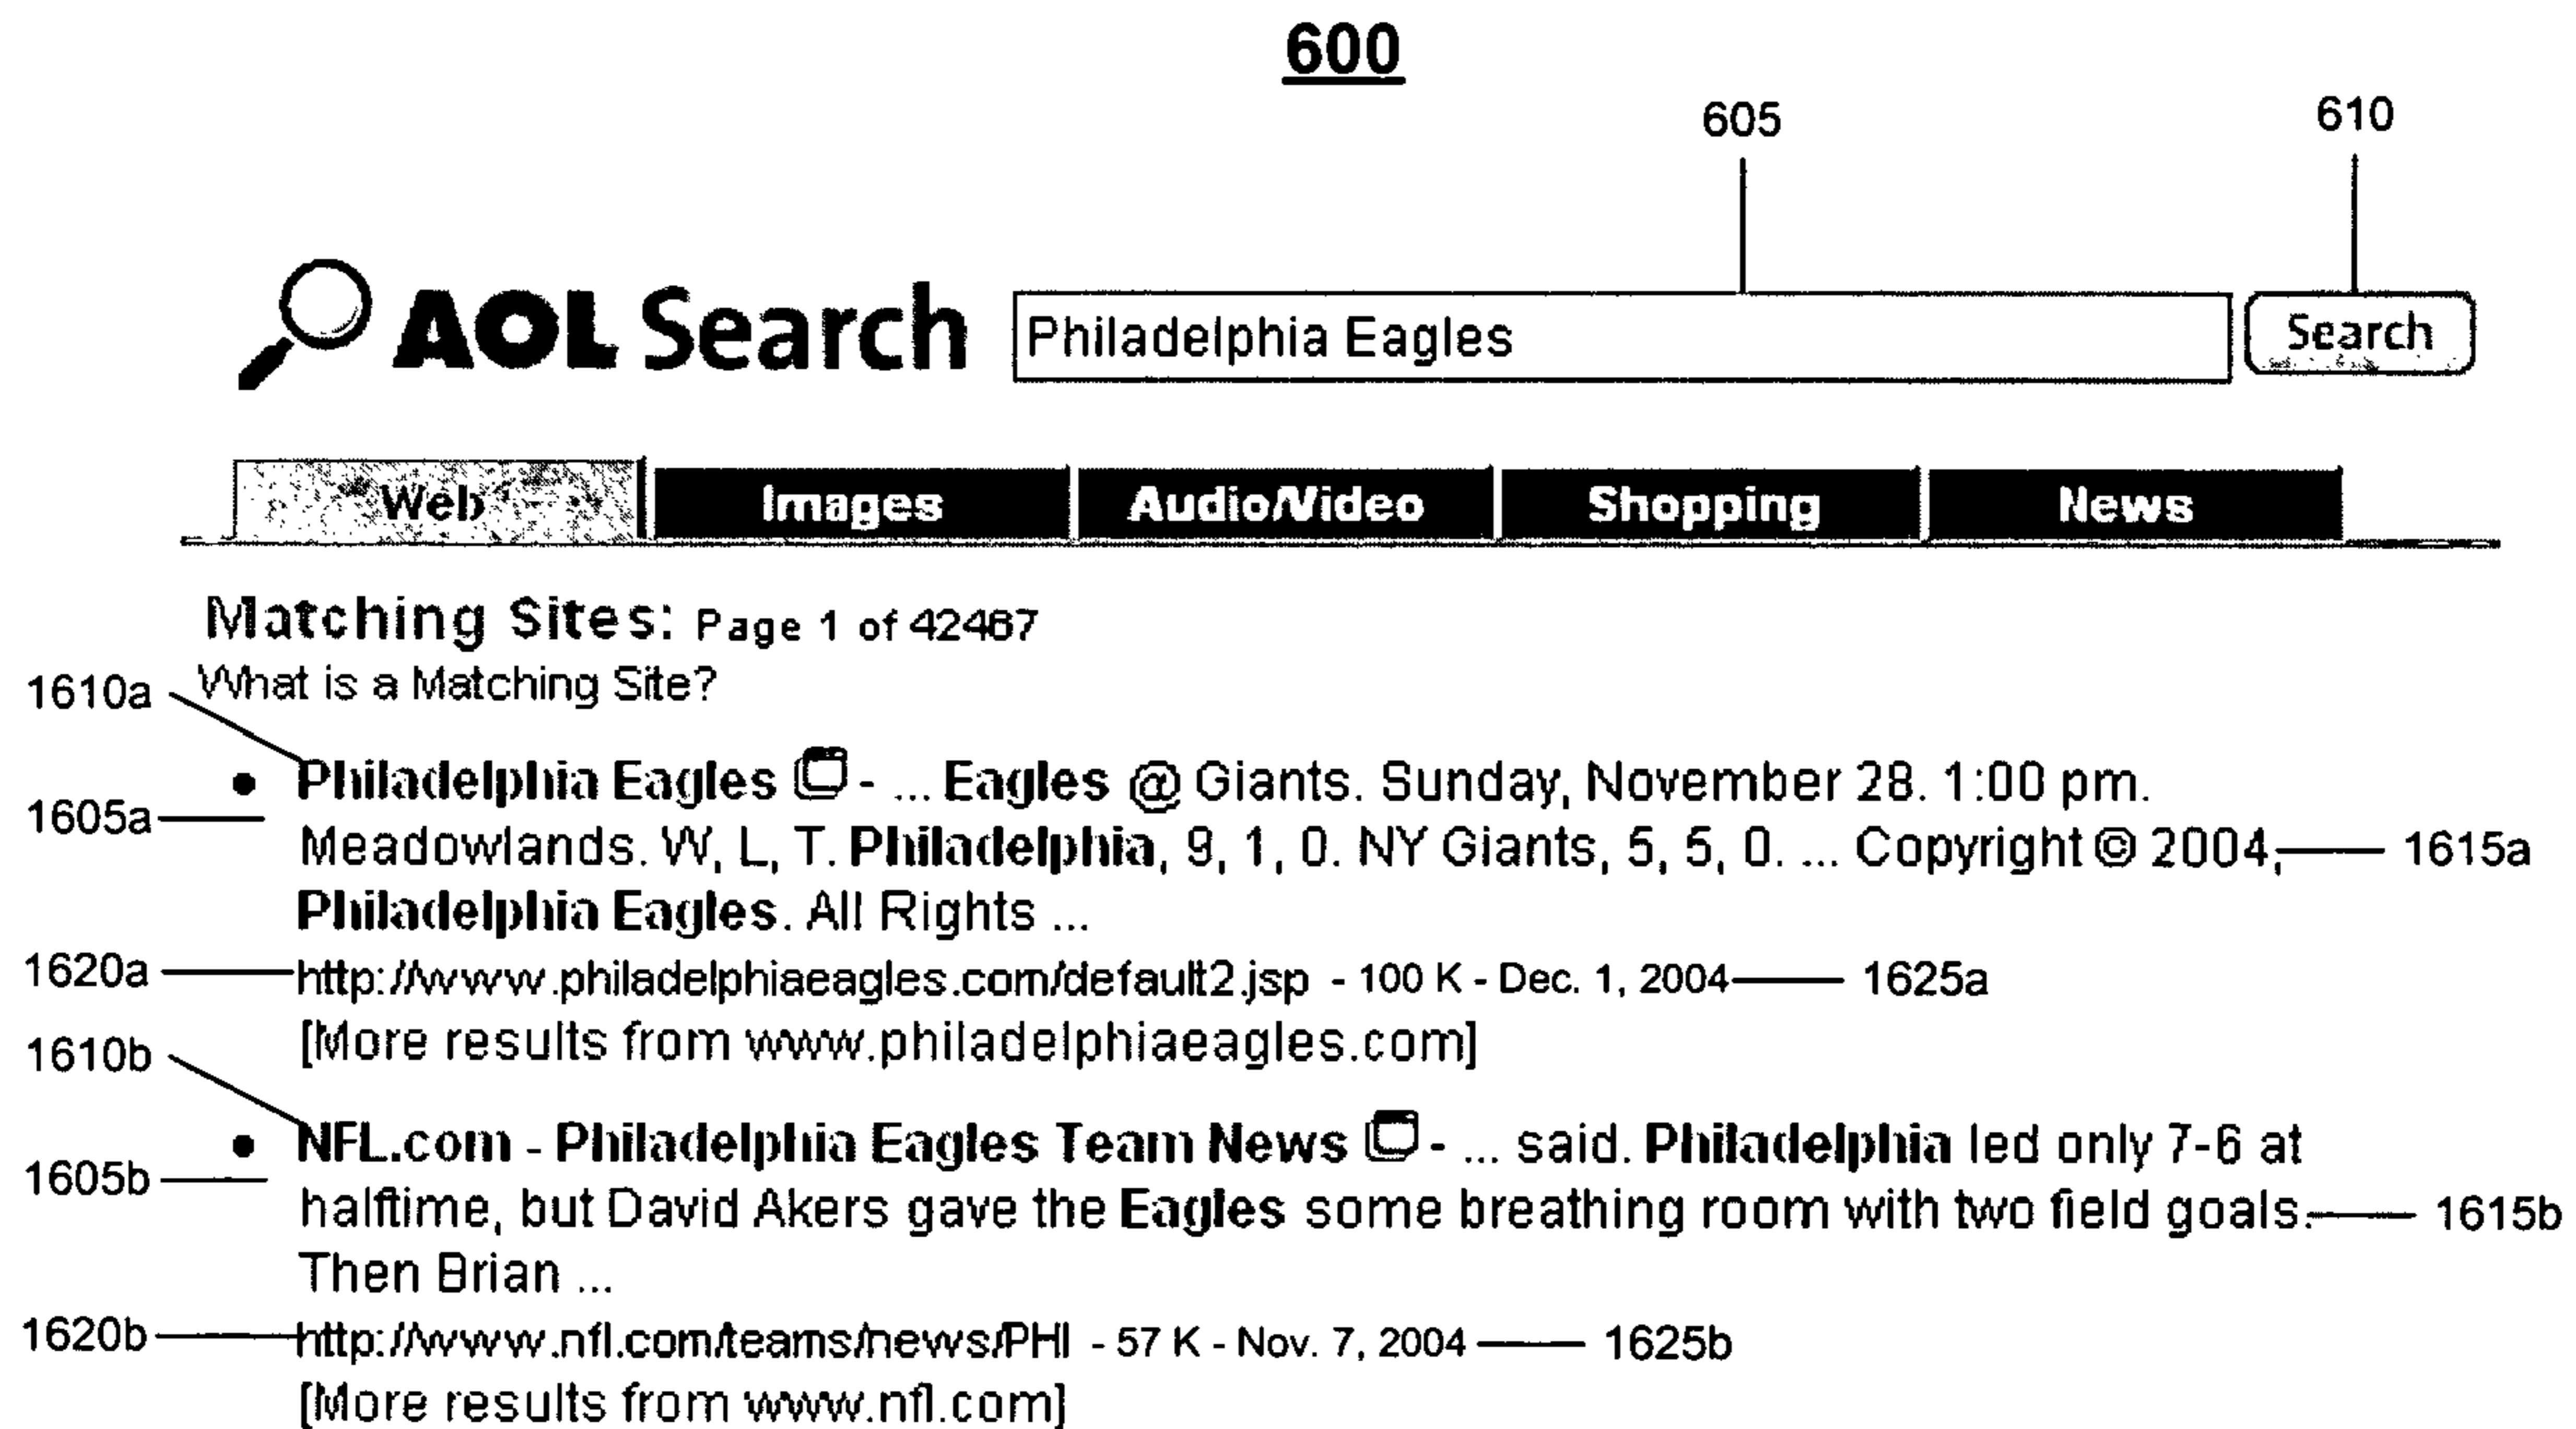 600
605
610
AOL Search
Philadelphia Eagles
Search
Web
Images
Audio/Video
Shopping
News
Matching Sites: Page 1 of 42467
What is a Matching Site?
1610a
Philadelphia Eagles - ... Eagles @ Giants. Sunday, November 28. 1:00 pm.
1605a
Meadowlands. W, L, T. Philadelphia, 9, 1, 0. NY Giants, 5, 5, 0. ... Copyright © 2004,
1615a
Philadelphia Eagles. All Rights ...
1620a
http://www.philadelphiaeagles.com/default2.jsp - 100 K - Dec. 1, 2004
1625a
[More results from www.philadelphiaeagles.com]
1610b
NFL.com - Philadelphia Eagles Team News - ... said. Philadelphia led only 7-6 at
1605b
halftime, but David Akers gave the Eagles some breathing room with two field goals.
1615b
Then Brian ...
1620b
http://www.nfl.com/teams/news/PHI - 57 K - Nov. 7, 2004
1625b
[More results from www.nfl.com]